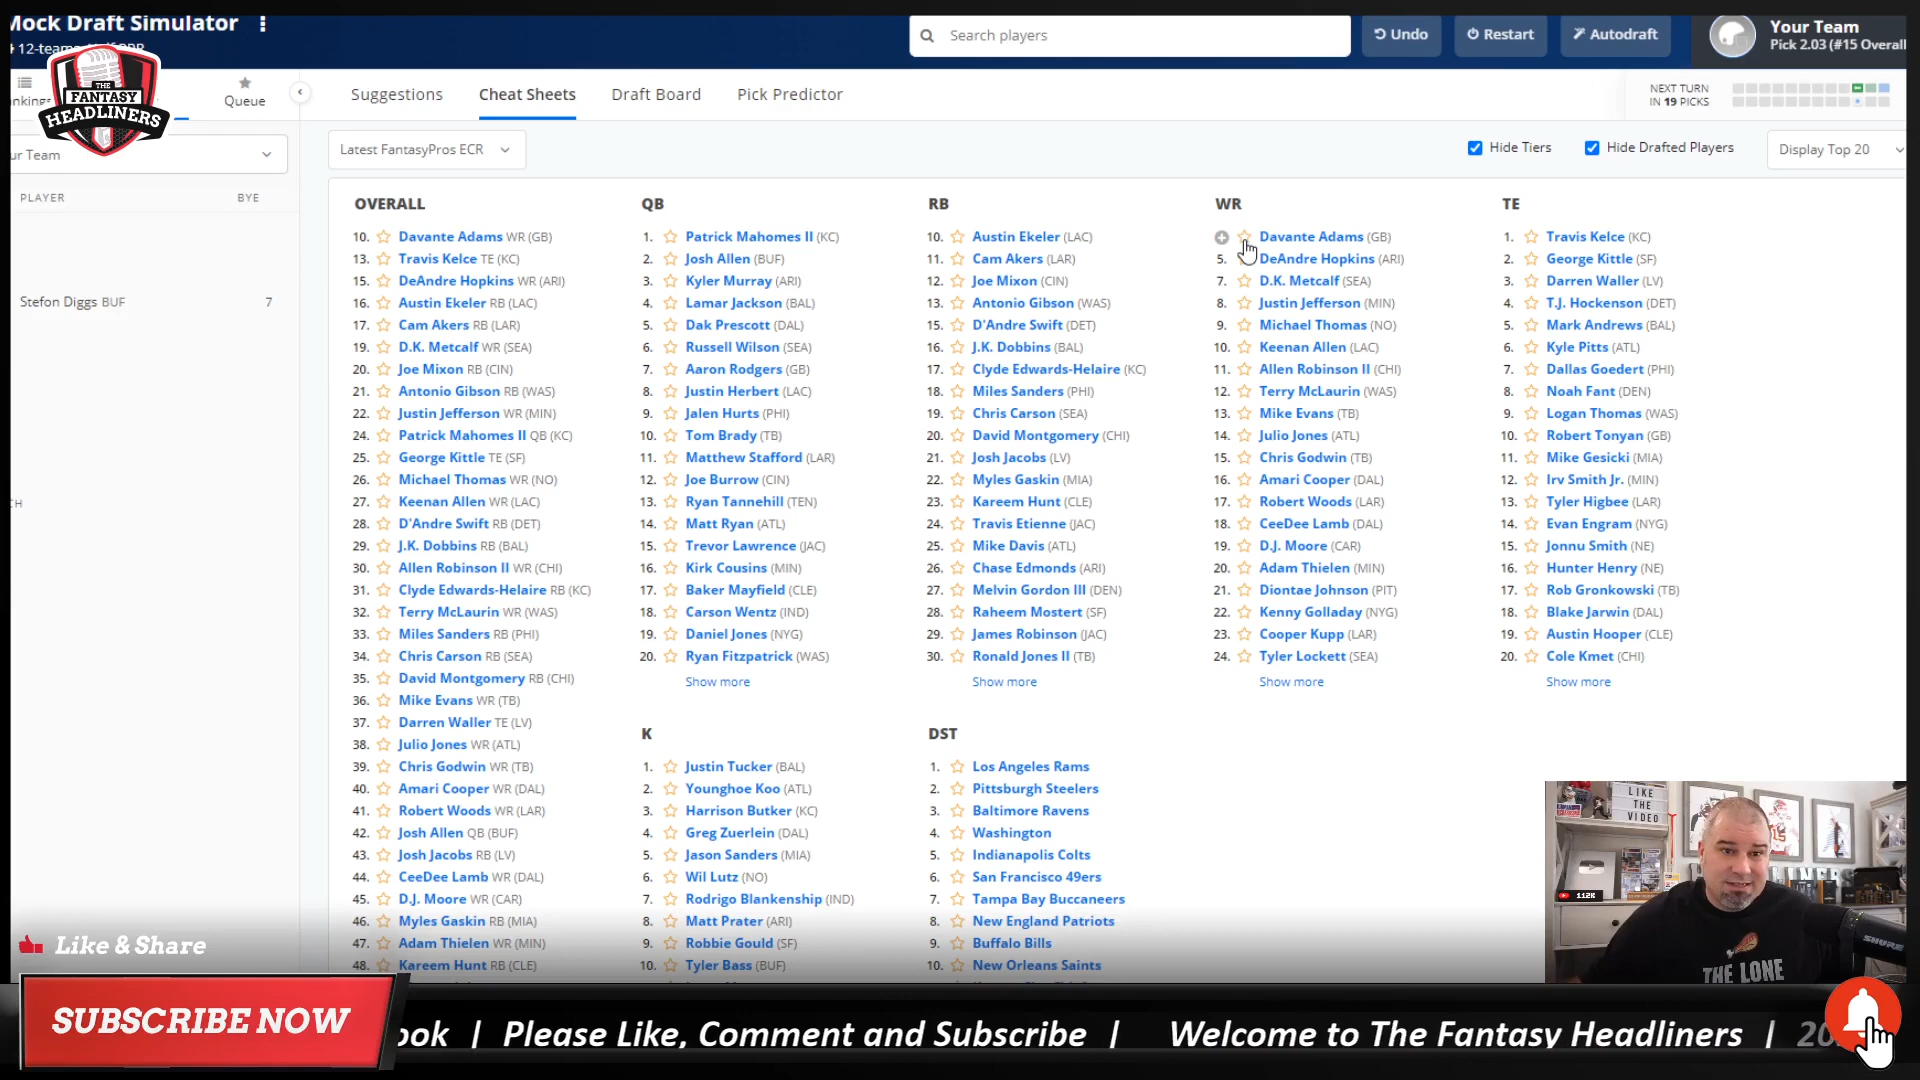 Mock Draft Simulator
12-team
Search players
Undo
Restart
Autodraft
Your Team
Pick 2.03 (#15 Overall
THE
FANTASY
HEADLINERS
Queue
Suggestions
Cheat Sheets
Draft Board
Pick Predictor
NEXT TURN
IN 19 PICKS
ur Team
Latest FantasyPros ECR
Hide Tiers
Hide Drafted Players
Display Top 20
PLAYER BYE
Stefon Diggs BUF 7
OVERALL
10. Davante Adams WR (GB)
13. Travis Kelce TE (KC)
15. DeAndre Hopkins WR (ARI)
16. Austin Ekeler RB (LAC)
17. Cam Akers RB (LAR)
19. D.K. Metcalf WR (SEA)
20. Joe Mixon RB (CIN)
21. Antonio Gibson RB (WAS)
22. Justin Jefferson WR (MIN)
24. Patrick Mahomes II QB (KC)
25. George Kittle TE (SF)
26. Michael Thomas WR (NO)
27. Keenan Allen WR (LAC)
28. D'Andre Swift RB (DET)
29. J.K. Dobbins RB (BAL)
30. Allen Robinson II WR (CHI)
31. Clyde Edwards-Helaire RB (KC)
32. Terry McLaurin WR (WAS)
33. Miles Sanders RB (PHI)
34. Chris Carson RB (SEA)
35. David Montgomery RB (CHI)
36. Mike Evans WR (TB)
37. Darren Waller TE (LV)
38. Julio Jones WR (ATL)
39. Chris Godwin WR (TB)
40. Amari Cooper WR (DAL)
41. Robert Woods WR (LAR)
42. Josh Allen QB (BUF)
43. Josh Jacobs RB (LV)
44. CeeDee Lamb WR (DAL)
45. D.J. Moore WR (CAR)
46. Myles Gaskin RB (MIA)
47. Adam Thielen WR (MIN)
48. Kareem Hunt RB (CLE)
QB
1. Patrick Mahomes II (KC)
2. Josh Allen (BUF)
3. Kyler Murray (ARI)
4. Lamar Jackson (BAL)
5. Dak Prescott (DAL)
6. Russell Wilson (SEA)
7. Aaron Rodgers (GB)
8. Justin Herbert (LAC)
9. Jalen Hurts (PHI)
10. Tom Brady (TB)
11. Matthew Stafford (LAR)
12. Joe Burrow (CIN)
13. Ryan Tannehill (TEN)
14. Matt Ryan (ATL)
15. Trevor Lawrence (JAC)
16. Kirk Cousins (MIN)
17. Baker Mayfield (CLE)
18. Carson Wentz (IND)
19. Daniel Jones (NYG)
20. Ryan Fitzpatrick (WAS)
Show more
RB
10. Austin Ekeler (LAC)
11. Cam Akers (LAR)
12. Joe Mixon (CIN)
13. Antonio Gibson (WAS)
15. D'Andre Swift (DET)
16. J.K. Dobbins (BAL)
17. Clyde Edwards-Helaire (KC)
18. Miles Sanders (PHI)
19. Chris Carson (SEA)
20. David Montgomery (CHI)
21. Josh Jacobs (LV)
22. Myles Gaskin (MIA)
23. Kareem Hunt (CLE)
24. Travis Etienne (JAC)
25. Mike Davis (ATL)
26. Chase Edmonds (ARI)
27. Melvin Gordon III (DEN)
28. Raheem Mostert (SF)
29. James Robinson (JAC)
30. Ronald Jones II (TB)
Show more
WR
Davante Adams (GB)
5. DeAndre Hopkins (ARI)
7. D.K. Metcalf (SEA)
8. Justin Jefferson (MIN)
9. Michael Thomas (NO)
10. Keenan Allen (LAC)
11. Allen Robinson II (CHI)
12. Terry McLaurin (WAS)
13. Mike Evans (TB)
14. Julio Jones (ATL)
15. Chris Godwin (TB)
16. Amari Cooper (DAL)
17. Robert Woods (LAR)
18. CeeDee Lamb (DAL)
19. D.J. Moore (CAR)
20. Adam Thielen (MIN)
21. Diontae Johnson (PIT)
22. Kenny Golladay (NYG)
23. Cooper Kupp (LAR)
24. Tyler Lockett (SEA)
Show more
TE
1. Travis Kelce (KC)
2. George Kittle (SF)
3. Darren Waller (LV)
4. T.J. Hockenson (DET)
5. Mark Andrews (BAL)
6. Kyle Pitts (ATL)
7. Dallas Goedert (PHI)
8. Noah Fant (DEN)
9. Logan Thomas (WAS)
10. Robert Tonyan (GB)
11. Mike Gesicki (MIA)
12. Irv Smith Jr. (MIN)
13. Tyler Higbee (LAR)
14. Evan Engram (NYG)
15. Jonnu Smith (NE)
16. Hunter Henry (NE)
17. Rob Gronkowski (TB)
18. Blake Jarwin (DAL)
19. Austin Hooper (CLE)
20. Cole Kmet (CHI)
Show more
K
1. Justin Tucker (BAL)
2. Younghoe Koo (ATL)
3. Harrison Butker (KC)
4. Greg Zuerlein (DAL)
5. Jason Sanders (MIA)
6. Wil Lutz (NO)
7. Rodrigo Blankenship (IND)
8. Matt Prater (ARI)
9. Robbie Gould (SF)
10. Tyler Bass (BUF)
DST
1. Los Angeles Rams
2. Pittsburgh Steelers
3. Baltimore Ravens
4. Washington
5. Indianapolis Colts
6. San Francisco 49ers
7. Tampa Bay Buccaneers
8. New England Patriots
9. Buffalo Bills
10. New Orleans Saints
LIKE
THE
VIDEO
112K
SHURE
THE LONE
Like & Share
SUBSCRIBE NOW
ook | Please Like, Comment and Subscribe | Welcome to The Fantasy Headliners | 20